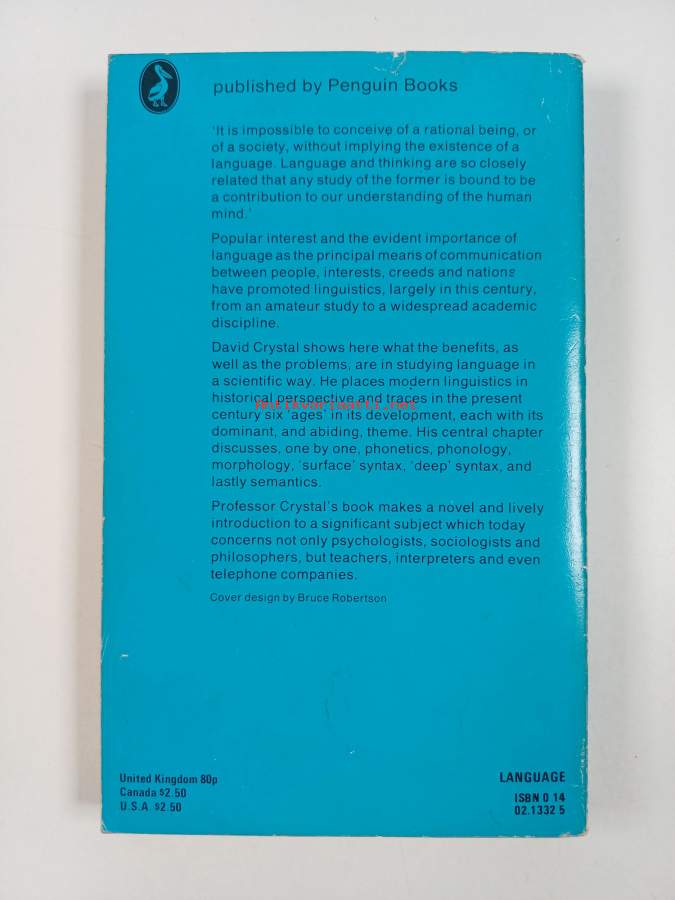 published by Penguin Books
'It is impossible to conceive of a rational being, or
of a society, without implying the existence of a
language. Language and thinking are so closely
related that any study of the former is bound to be
a contribution to our understanding of the human
mind.'
Popular interest and the evident importance of
language as the principal means of communication
between people, interests, creeds and nations
have promoted linguistics, largely in this century,
from an amateur study to a widespread academic
discipline.
David Crystal shows here what the benefits, as
well as the problems, are in studying language in
a scientific way. He places modern linguistics in
historical perspective and traces in the present
Antikvariaatti.net
century six 'ages' in its development, each with its
dominant, and abiding, theme. His central chapter
discusses, one by one, phonetics, phonology,
morphology, 'surface' syntax, 'deep' syntax, and
lastly semantics.
Professor Crystal's book makes a novel and lively
introduction to a significant subject which today
concerns not only psychologists, sociologists and
philosophers, but teachers, interpreters and even
telephone companies.
Cover design by Bruce Robertson
United Kingdom 80p
Canada $2.50
U.S.A. $2.50
LANGUAGE
ISBN 0 14
02.1332 5